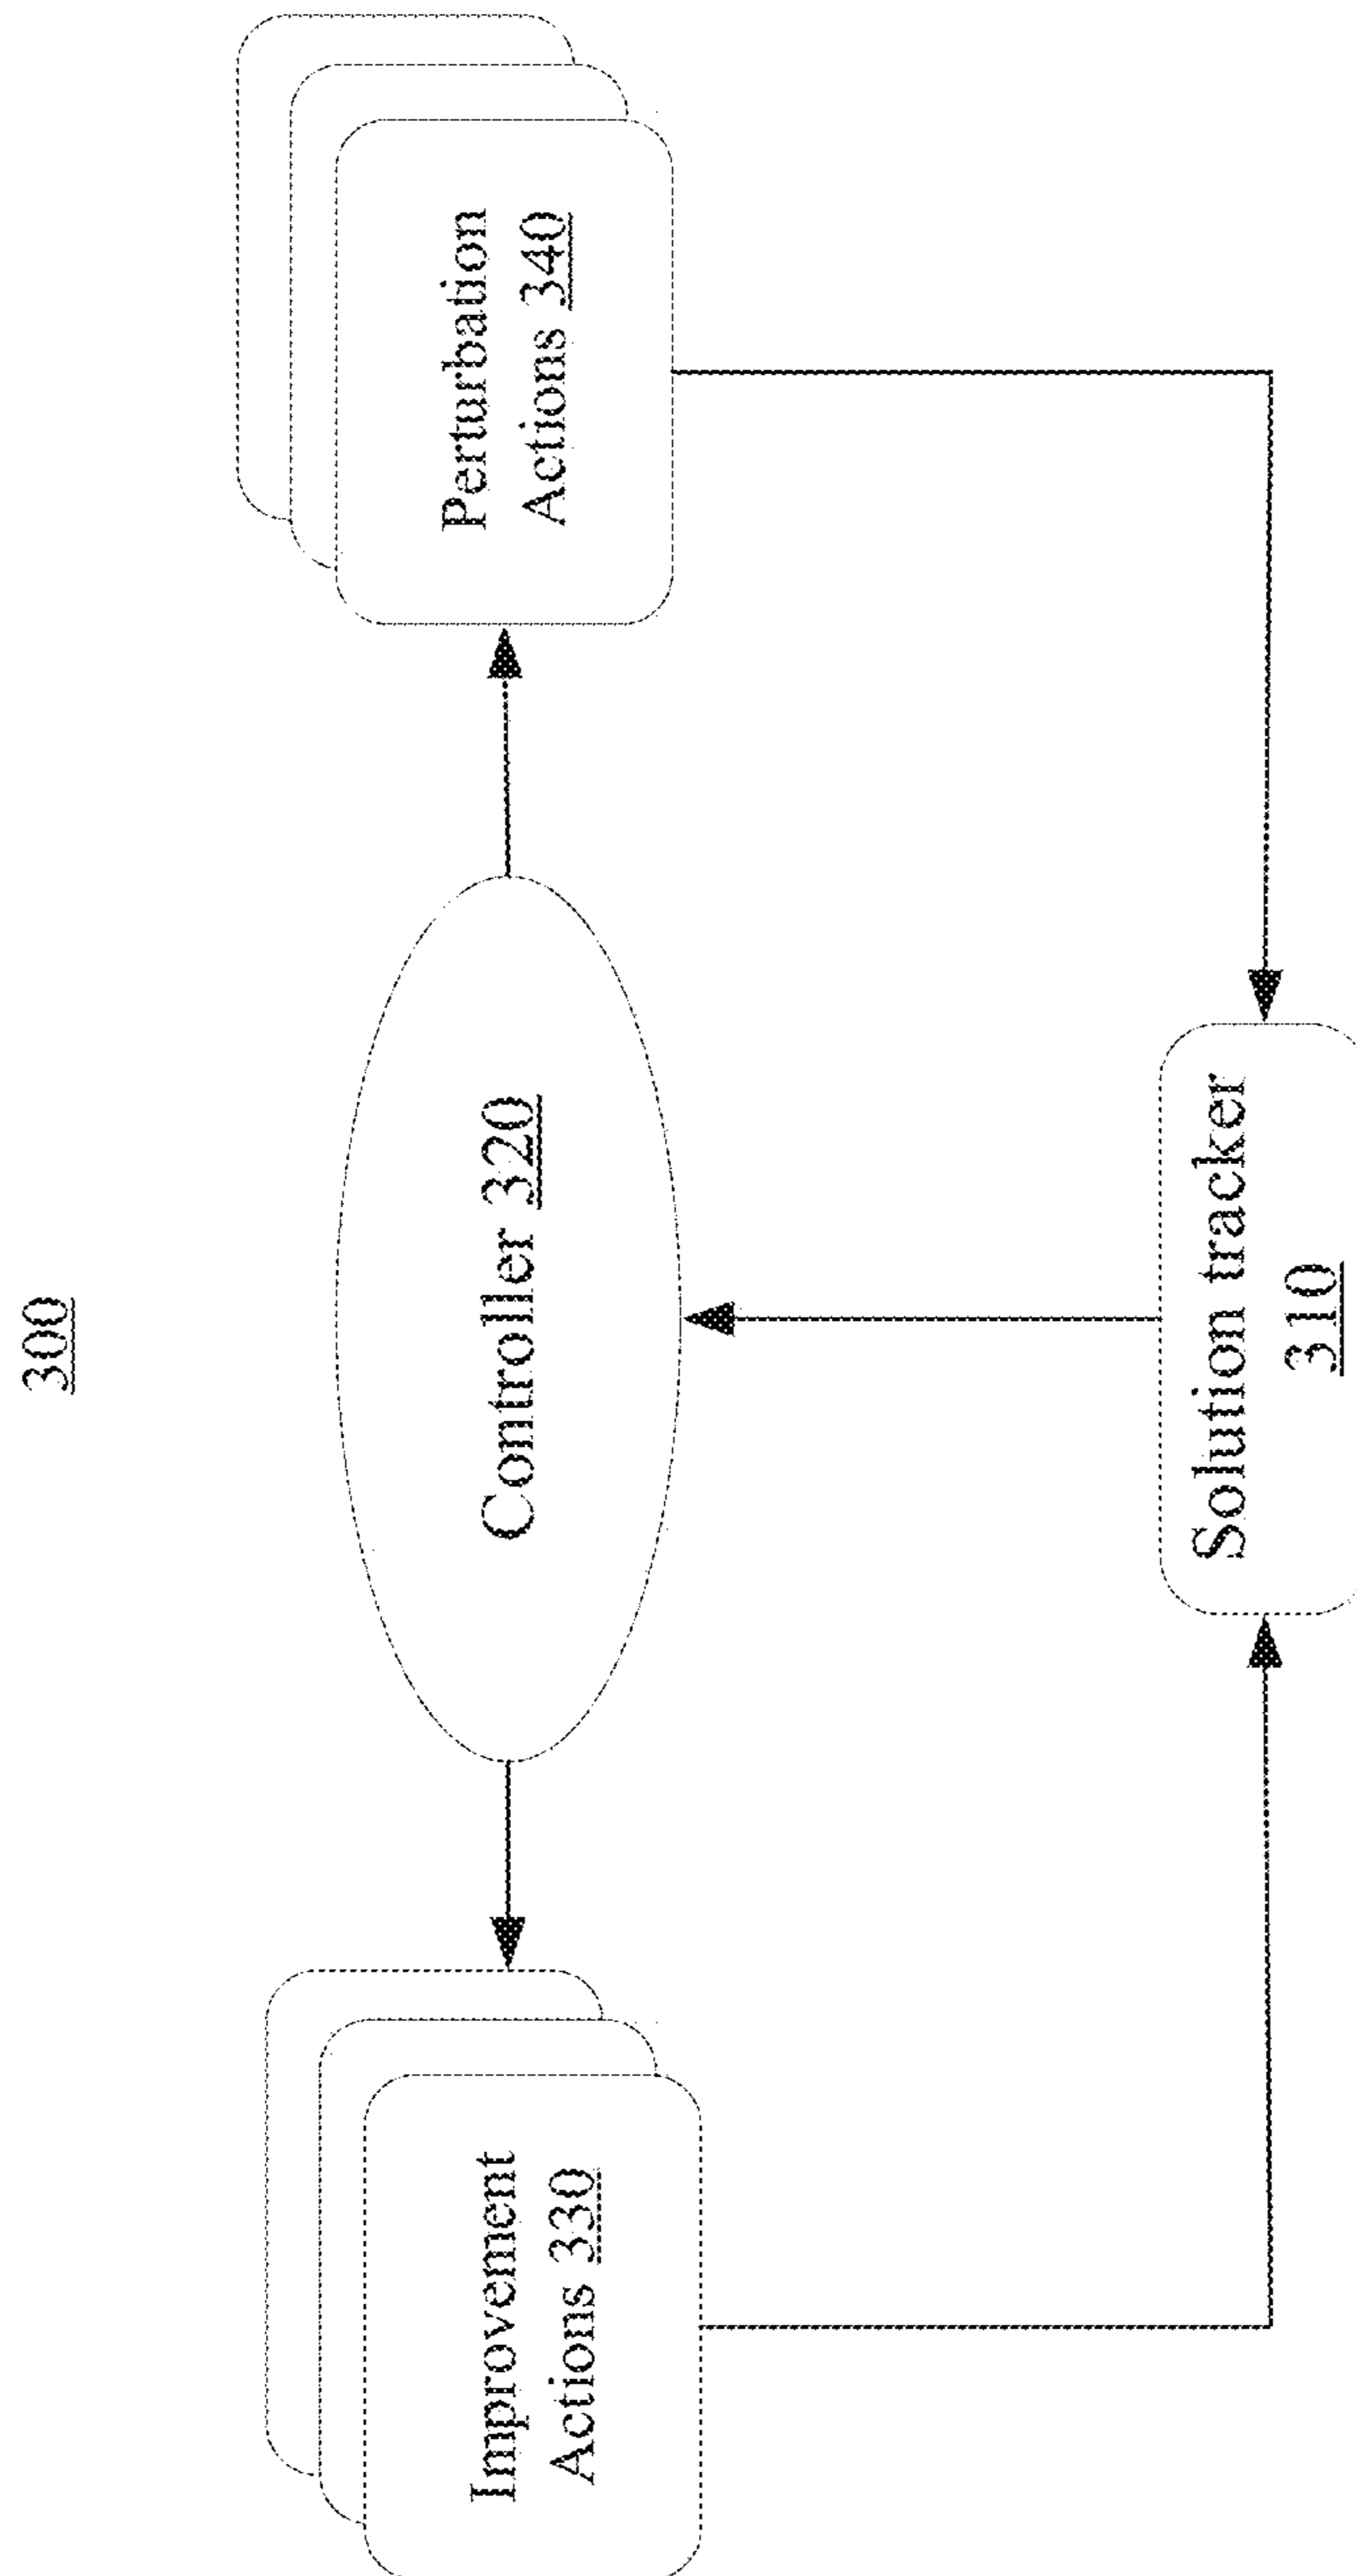 300
Improvement
Actions 330
Controller 320
Perturbation
Actions 340
Solution tracker
310